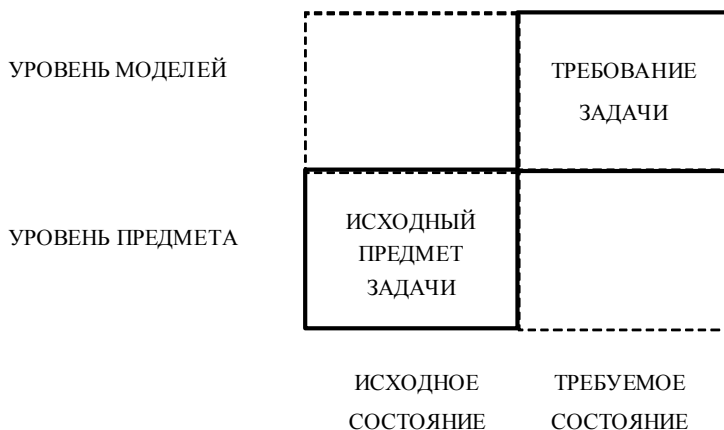 УРОВЕНЬ МОДЕЛЕЙ
ТРЕБОВАНИЕ
ЗАДАЧИ
УРОВЕНЬ ПРЕДМЕТА
ИСХОДНЫЙ
ПРЕДМЕТ
ЗАДАЧИ
ИСХОДНОЕ
СОСТОЯНИЕ
ТРЕБУЕМОЕ
СОСТОЯНИЕ